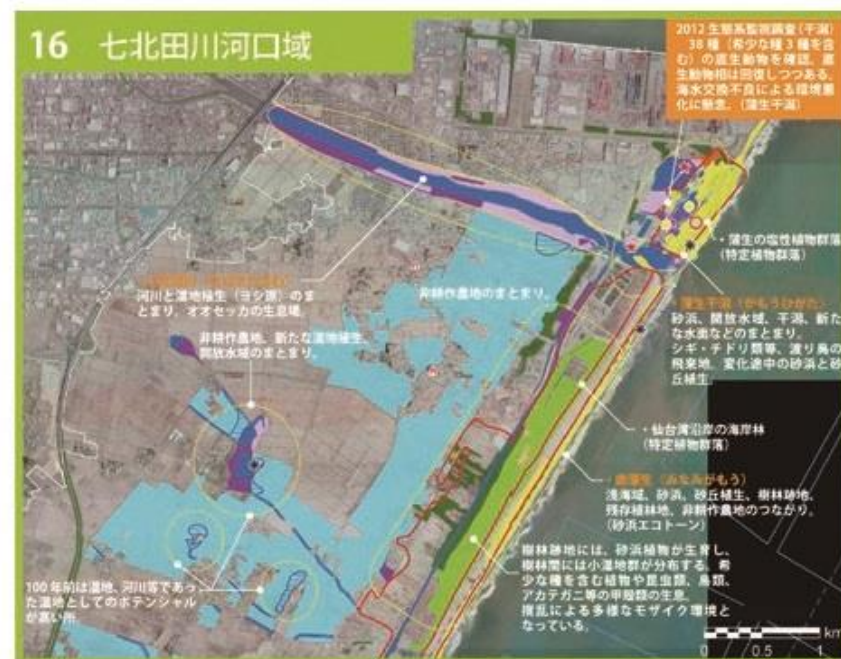 16 七北田川河口域
2012 生態系監視調査（干潟）
38 種（希少な種 3 種を含
む）の底生動物を確認。底
生動物相は回復しつつある。
海水交換不良による環境悪
化に懸念。（蒲生干潟）
・蒲生の塩性植物群落
（特定植物群落）
河川と湿地植生（ヨシ原）のま
とまり。オオセッカの生息場。
非耕作農地のまとまり。
・蒲生干潟（がもうひがた）
砂浜、開放水域、干潟、新た
な水面などのまとまり。
シギ・チドリ類等、渡り鳥の
飛来地。変化途中の砂浜と砂
丘植生。
非耕作農地、新たな湿地植生、
開放水域のまとまり。
・仙台湾沿岸の海岸林
（特定植物群落）
・南蒲生（みなみがもう）
浅海域、砂浜、砂丘植生、樹林跡地、
残存植林地、非耕作農地のつながり。
（砂浜エコトーン）
樹林跡地には、砂浜植物が生育し、
樹林間には小湿地群が分布する。希
少な種を含む植物や昆虫類、鳥類、
アカテガニ等の甲殻類の生息。
撹乱による多様なモザイク環境と
なっている。
100 年前は湿地、河川等であっ
た湿地としてのポテンシャル
が高い所
km
0 0.5 1